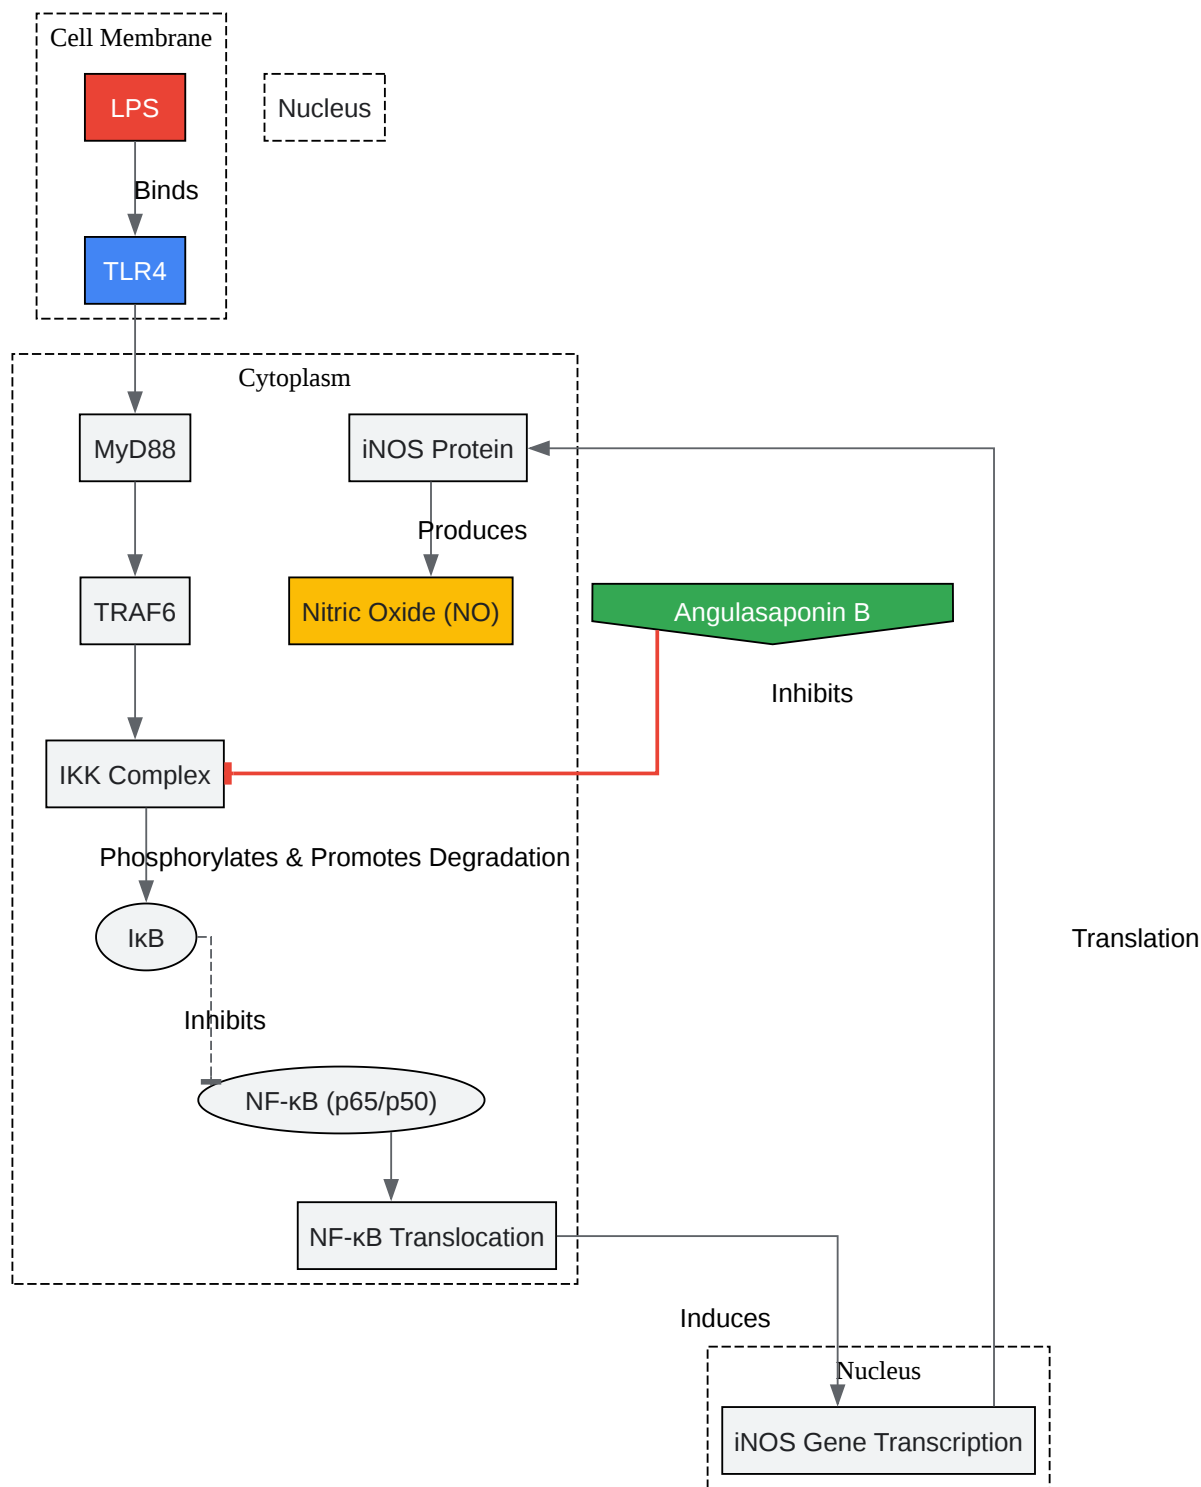 Cell Membrane
LPS
Nucleus
Binds
TLR4
Cytoplasm
MyD88
iNOS Protein
Produces
TRAF6
Nitric Oxide (NO)
Angulasaponin B
Inhibits
IKK Complex
Phosphorylates & Promotes Degradation
IκB
Translation
Inhibits
NF-κB (p65/p50)
NF-κB Translocation
Induces
Nucleus
iNOS Gene Transcription